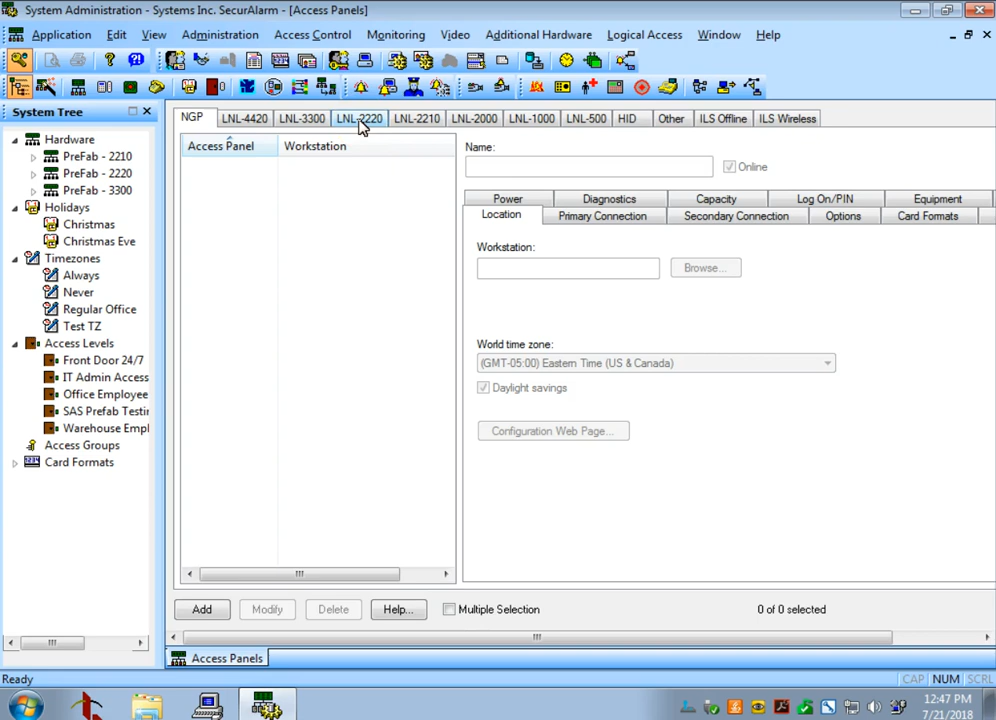 System Administration - Systems Inc. SecurAlarm - [Access Panels]
Application Edit View Administration Access Control Monitoring Video Additional Hardware Logical Access Window Help
System Tree
Hardware
PreFab - 2210
PreFab - 2220
PreFab - 3300
Holidays
Christmas
Christmas Eve
Timezones
Always
Never
Regular Office
Test TZ
Access Levels
Front Door 24/7
IT Admin Access
Office Employee
SAS Prefab Testin
Warehouse Empl
Access Groups
Card Formats
NGP LNL-4420 LNL-3300 LNL-2220 LNL-2210 LNL-2000 LNL-1000 LNL-500 HID Other ILS Offline ILS Wireless
Access Panel Workstation
Name:
Online
Power Diagnostics Capacity Log On/PIN Equipment
Location Primary Connection Secondary Connection Options Card Formats
Workstation:
Browse...
World time zone:
(GMT-05:00) Eastern Time (US & Canada)
Daylight savings
Configuration Web Page...
Add Modify Delete Help... Multiple Selection 0 of 0 selected
Access Panels
Ready CAP NUM SCRL
12:47 PM
7/21/2018